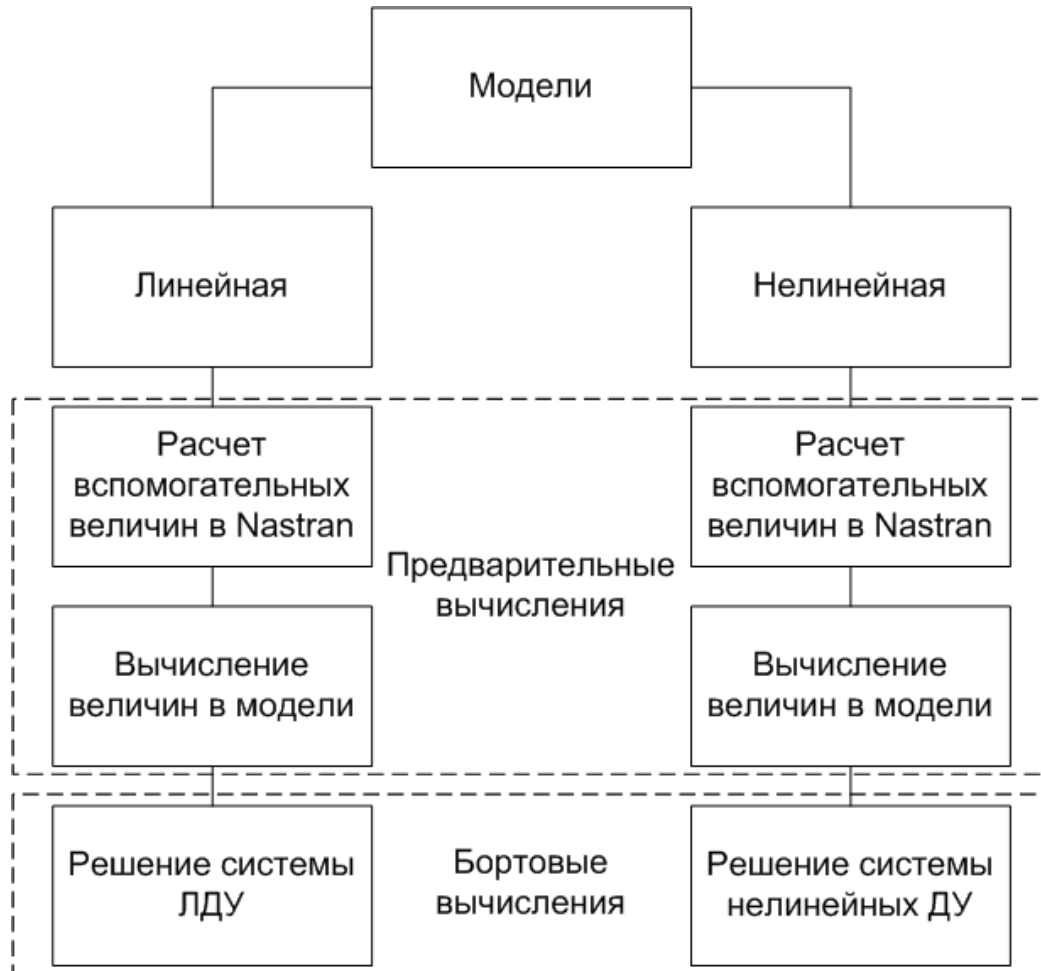 Модели
Линейная
Нелинейная
Расчет
вспомогательных
величин в Nastran
Расчет
вспомогательных
величин в Nastran
Предварительные
вычисления
Вычисление
величин в модели
Вычисление
величин в модели
Решение системы
ЛДУ
Бортовые
вычисления
Решение системы
нелинейных ДУ